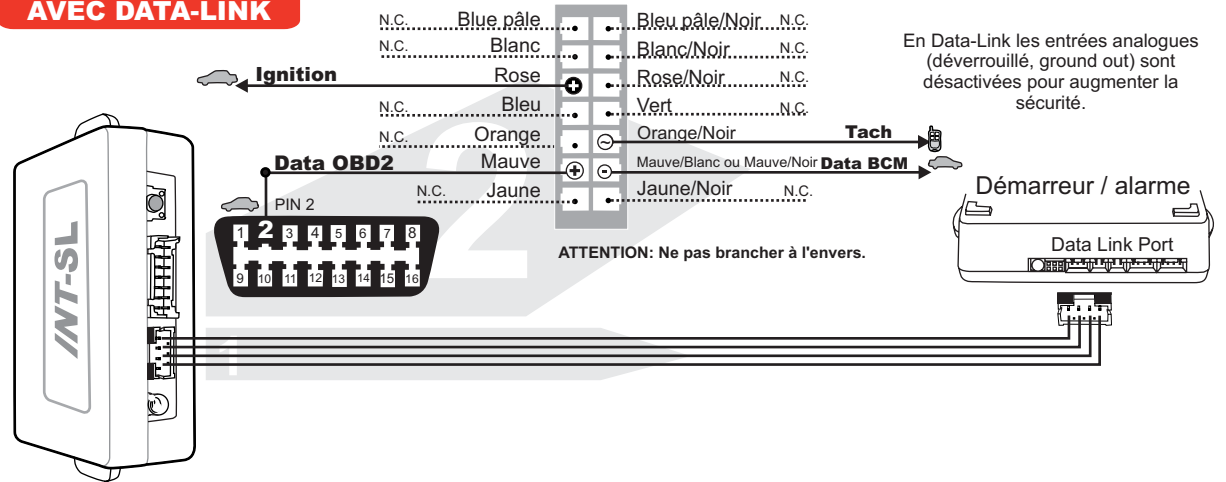 AVEC DATA-LINK
N.C. Blue pâle Bleu pâle/Noir N.C.
N.C. Blanc Blanc/Noir N.C.
Ignition Rose Rose/Noir N.C.
N.C. Bleu Vert N.C.
N.C. Orange Orange/Noir Tach
Data OBD2 Mauve Mauve/Blanc ou Mauve/Noir Data BCM
N.C. Jaune Jaune/Noir N.C.
En Data-Link les entrées analogues
(déverrouillé, ground out) sont
désactivées pour augmenter la
sécurité.
PIN 2
1 2 3 4 5 6 7 8
9 10 11 12 13 14 15 16
ATTENTION: Ne pas brancher à l'envers.
Démarreur / alarme
Data Link Port
INT-SL
2
1